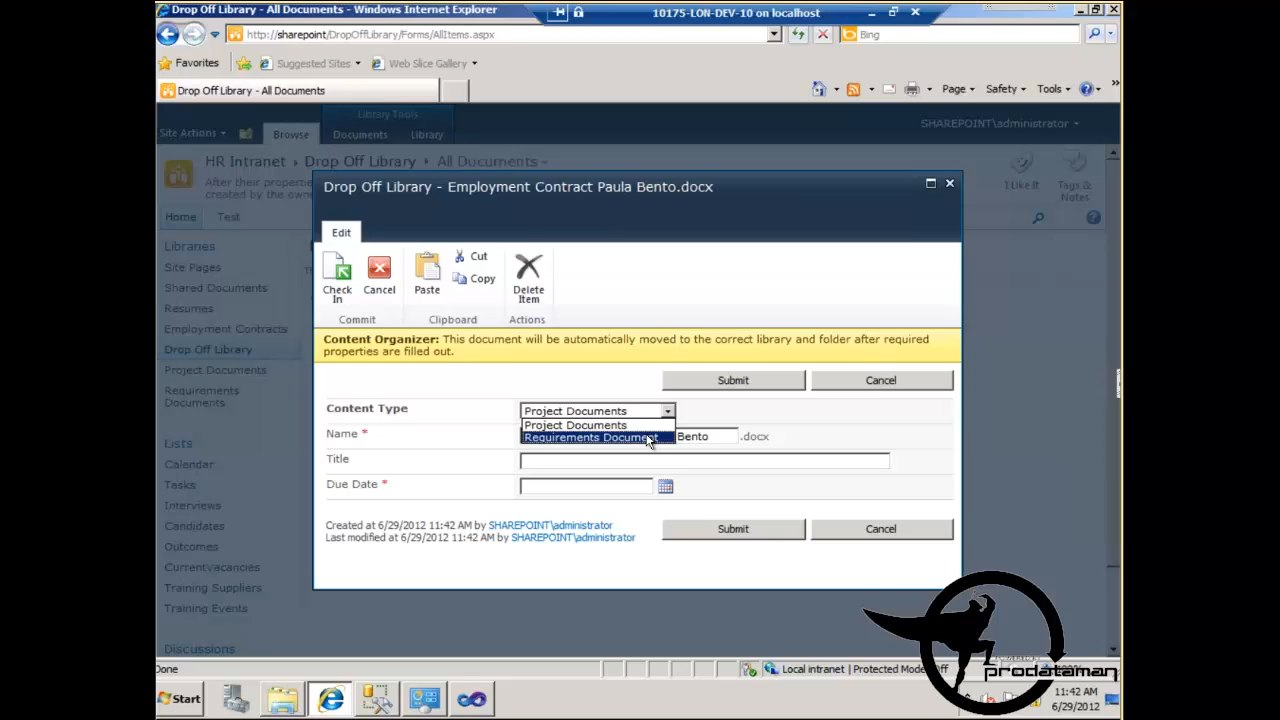 Drop Off Library - All Documents - Windows Internet Explorer
10175-LON-DEV-10 on localhost
http://sharepoint/DropOffLibrary/Forms/AllItems.aspx
Bing
Favorites
Suggested Sites
Web Slice Gallery
Drop Off Library - All Documents
Page
Safety
Tools
Library Tools
Site Actions
Browse
Documents
Library
SHAREPOINT\administrator
HR Intranet
Drop Off Library
All Documents
After their propertie
created by the owne
I Like It
Tags &
Notes
Home
Test
Libraries
Site Pages
Shared Documents
Resumes
Employment Contracts
Drop Off Library
Project Documents
Requirements
Documents
Lists
Calendar
Tasks
Interviews
Candidates
Outcomes
Currentvacancies
Training Suppliers
Training Events
Discussions
Drop Off Library - Employment Contract Paula Bento.docx
Edit
Check
In
Cancel
Paste
Cut
Copy
Delete
Item
Commit
Clipboard
Actions
Content Organizer: This document will be automatically moved to the correct library and folder after required
properties are filled out.
Submit
Cancel
Content Type
Project Documents
Project Documents
Requirements Document
Name *
Bento
.docx
Title
Due Date *
Created at 6/29/2012 11:42 AM by SHAREPOINT\administrator
Last modified at 6/29/2012 11:42 AM by SHAREPOINT\administrator
Submit
Cancel
Done
Local intranet | Protected Mode: Off
prodataman
Start
11:42 AM
6/29/2012